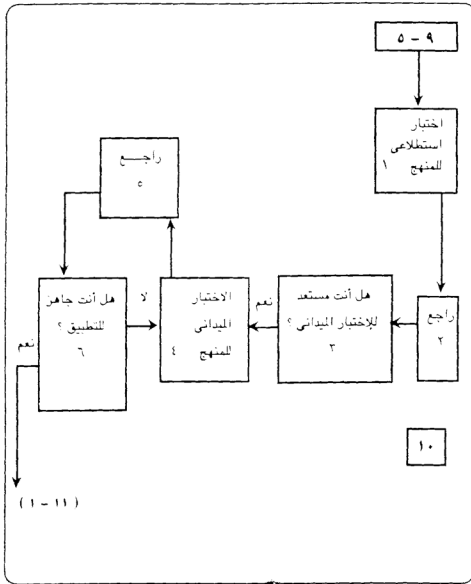 ٩ - ٥
اختبار
استطلاعى
للمنهج ١
راجع
٢
هل أنت مستعد
للإختبار الميدانى ؟
٣
نعم
الاختبار
الميدانى
للمنهج ٤
راجـــع
٥
هل أنت جاهز
للتطبيق ؟
٦
لا
نعم
(١١ - ١)
١٠